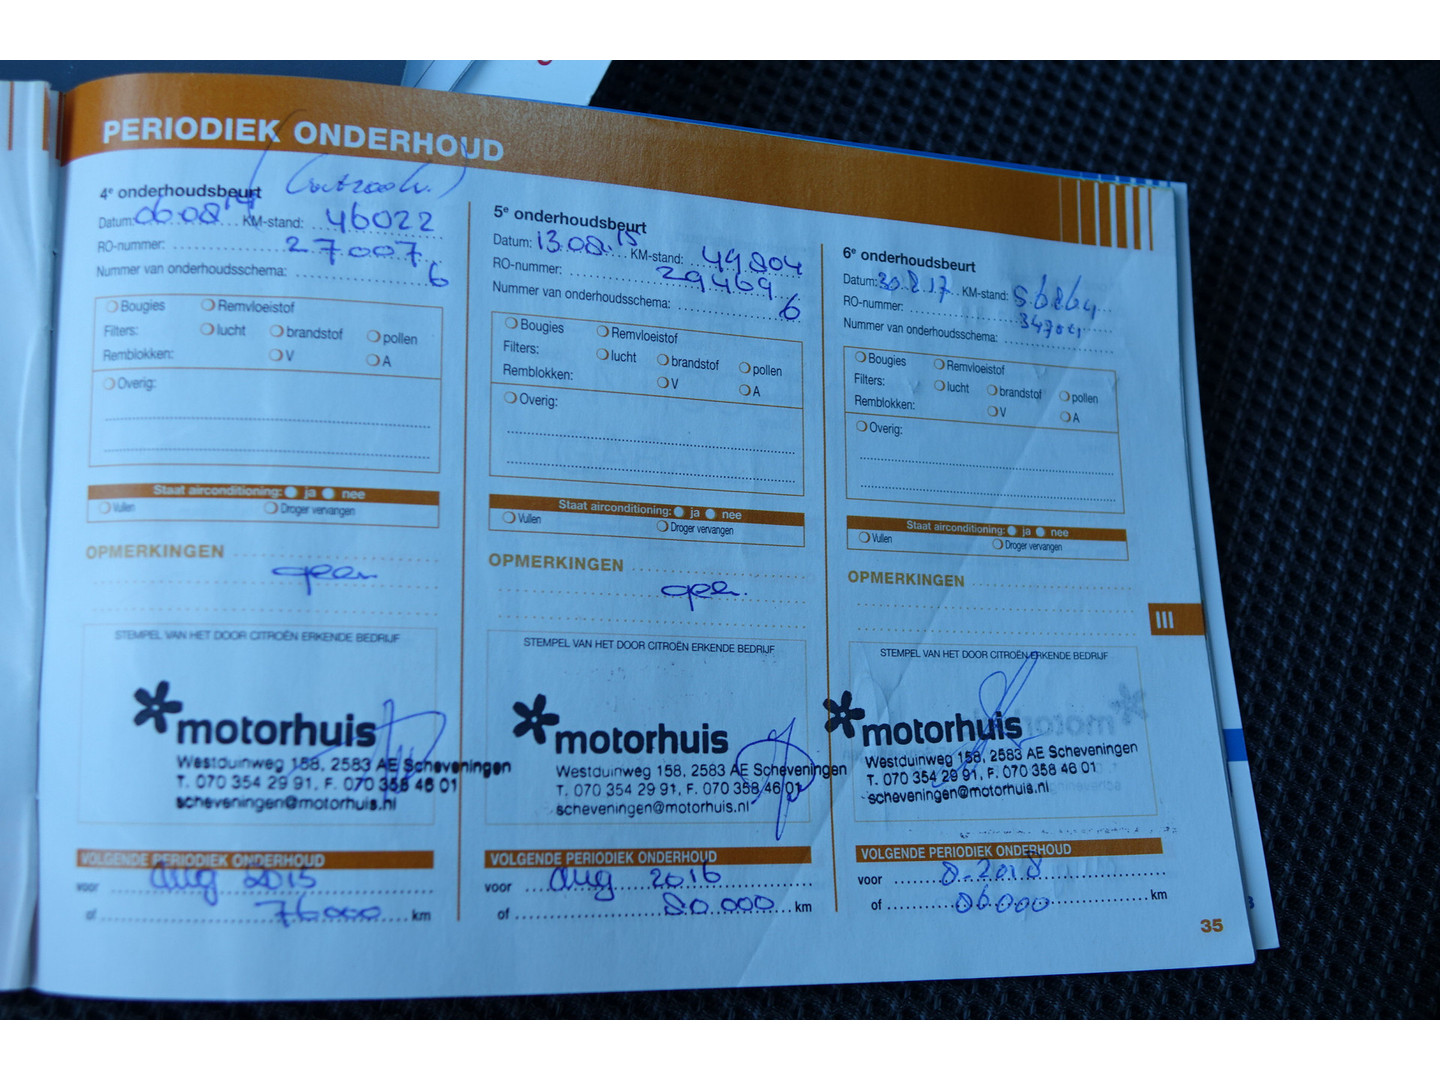 PERIODIEK ONDERHOUD
4e onderhoudsbeurt
Datum: 06.08.14 KM-stand: 46022
RO-nummer: 27007
Nummer van onderhoudsschema: 6
Bougies Remvloeistof
Filters: lucht brandstof pollen
Remblokken: V A
Overig:
Staat airconditioning: ja nee
Vullen Droger vervangen
OPMERKINGEN
geen
STEMPEL VAN HET DOOR CITROËN ERKENDE BEDRIJF
motorhuis
Westduinweg 158, 2583 AE Scheveningen
T. 070 354 29 91, F. 070 358 46 01
scheveningen@motorhuis.nl
VOLGENDE PERIODIEK ONDERHOUD
voor aug 2015
of 76000 km
5e onderhoudsbeurt
Datum: 13.08.15 KM-stand: 49804
RO-nummer: 29469
Nummer van onderhoudsschema: 6
Bougies Remvloeistof
Filters: lucht brandstof pollen
Remblokken: V A
Overig:
Staat airconditioning: ja nee
Vullen Droger vervangen
OPMERKINGEN
geen.
STEMPEL VAN HET DOOR CITROËN ERKENDE BEDRIJF
motorhuis
Westduinweg 158, 2583 AE Scheveningen
T. 070 354 29 91, F. 070 358 46 01
scheveningen@motorhuis.nl
VOLGENDE PERIODIEK ONDERHOUD
voor aug 2016
of 80.000 km
6e onderhoudsbeurt
Datum: 30.8.17 KM-stand: 56864
RO-nummer: 34704
Nummer van onderhoudsschema:
Bougies Remvloeistof
Filters: lucht brandstof pollen
Remblokken: V A
Overig:
Staat airconditioning: ja nee
Vullen Droger vervangen
OPMERKINGEN
STEMPEL VAN HET DOOR CITROËN ERKENDE BEDRIJF
motorhuis
Westduinweg 158, 2583 AE Scheveningen
T. 070 354 29 91, F. 070 358 46 01
scheveningen@motorhuis.nl
VOLGENDE PERIODIEK ONDERHOUD
voor 8-2018
of 86000 km
III
35